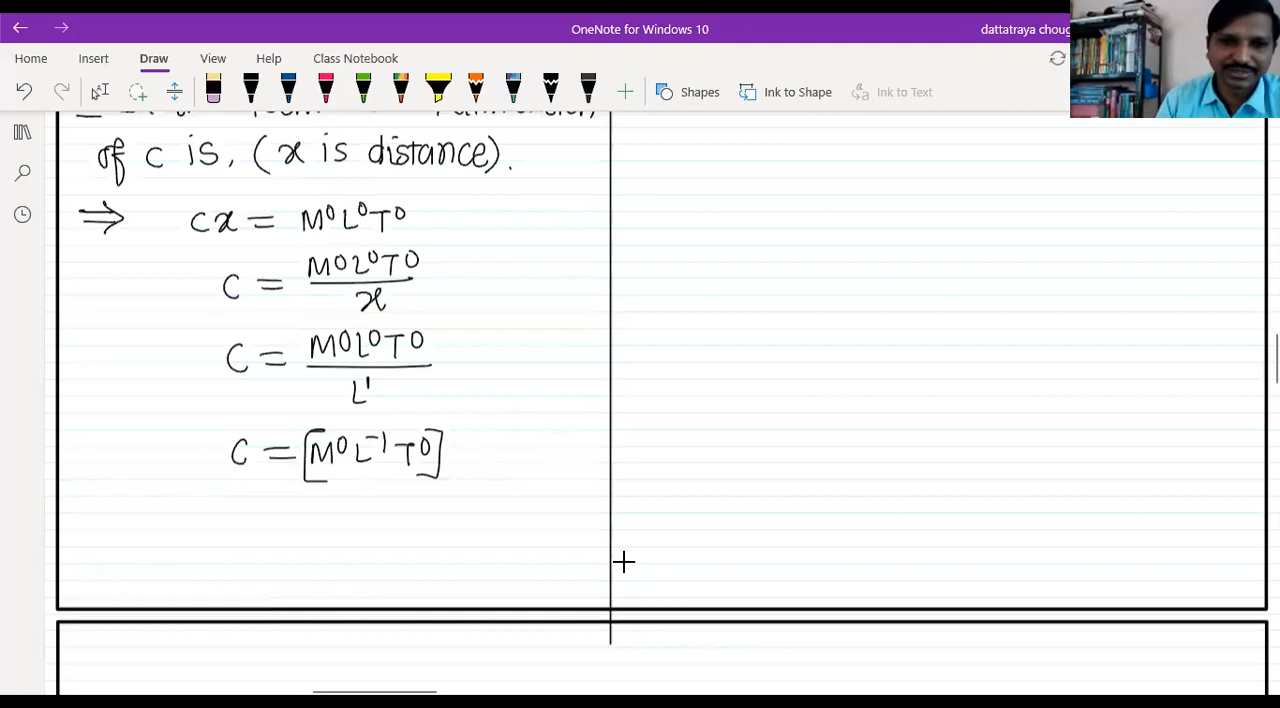 OneNote for Windows 10
dattatraya choug
Home Insert Draw View Help Class Notebook
Shapes Ink to Shape Ink to Text
of c is, (x is distance).
⇒ cx = M⁰L⁰T⁰
C = M⁰L⁰T⁰
x
C = M⁰L⁰T⁰
L¹
C = [M⁰L⁻¹T⁰]